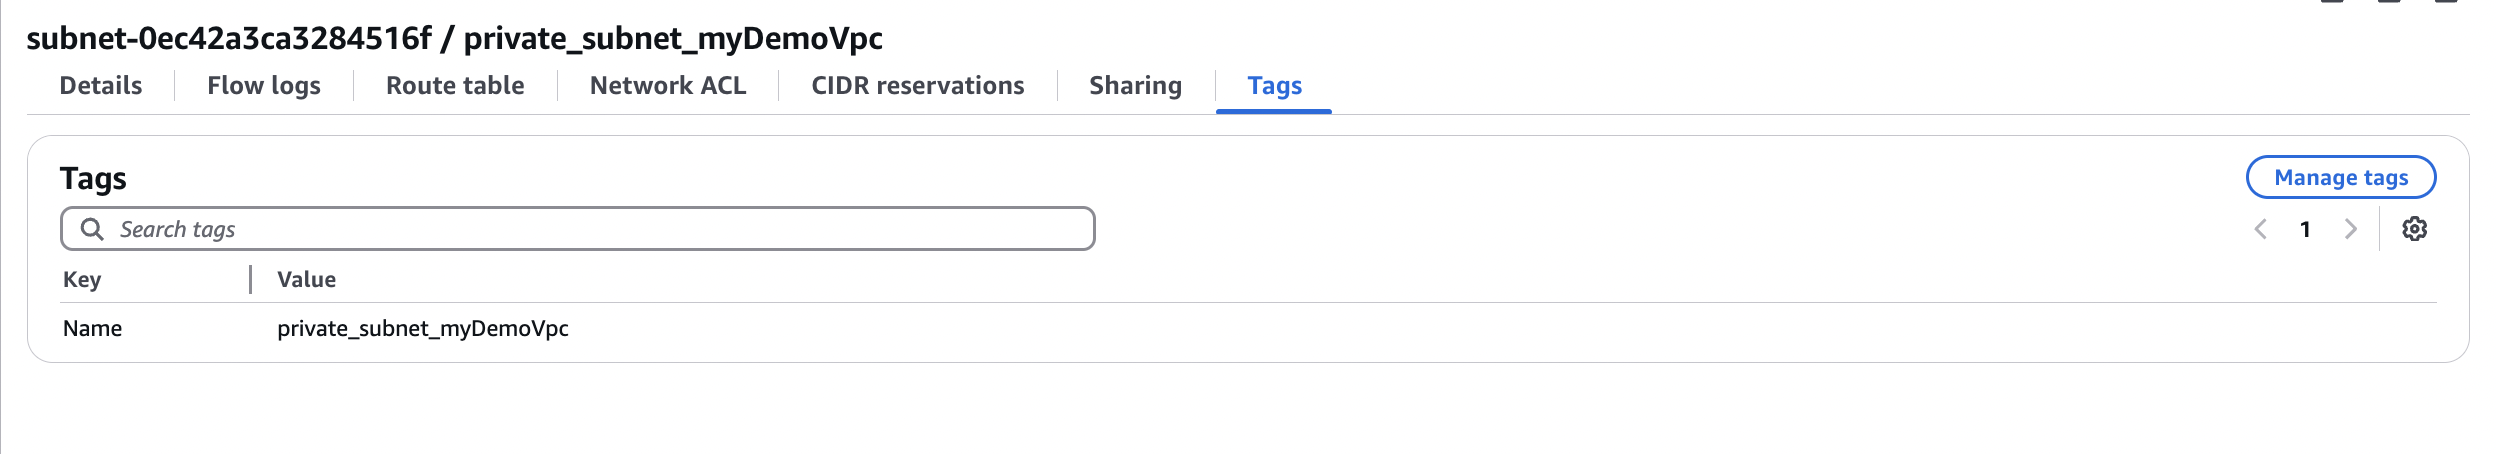 subnet-0ec42a3ca3284516f / private_subnet_myDemoVpc
Details Flow logs Route table Network ACL CIDR reservations Sharing Tags
Tags
Manage tags
Search tags
1
Key Value
Name private_subnet_myDemoVpc